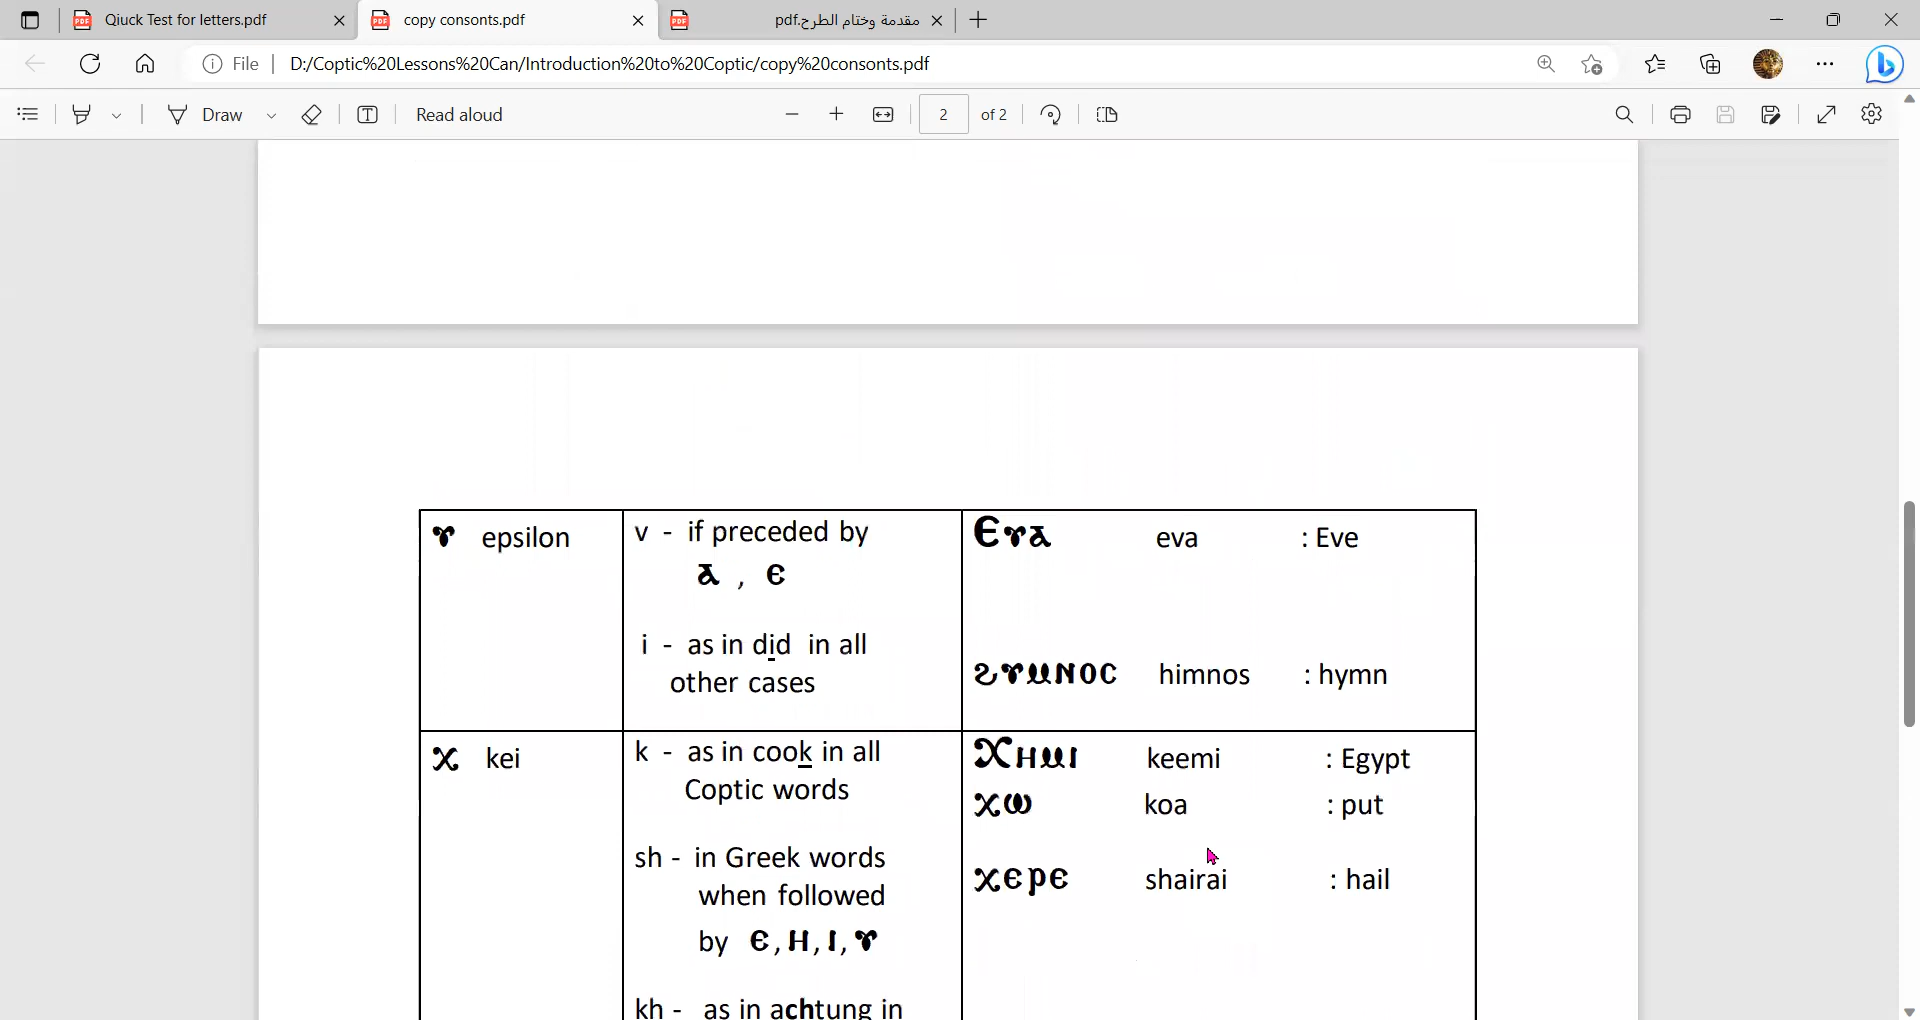 Qiuck Test for letters.pdf
copy consonts.pdf
مقدمة وختام الطرح.pdf
File
D:/Coptic%20Lessons%20Can/Introduction%20to%20Coptic/copy%20consonts.pdf
Draw
Read aloud
2 of 2
ⲩ epsilon
v - if preceded by
ⲁ , ⲉ
i - as in did in all
other cases
Ⲉⲩⲁ eva : Eve
ϩⲩⲙⲛⲟⲥ himnos : hymn
ⲭ kei
k - as in cook in all
Coptic words
sh - in Greek words
when followed
by ⲉ, ⲏ, ⲓ, ⲩ
kh - as in achtung in
Ⲭⲏⲙⲓ keemi : Egypt
ⲭⲱ koa : put
ⲭⲉⲣⲉ shairai : hail